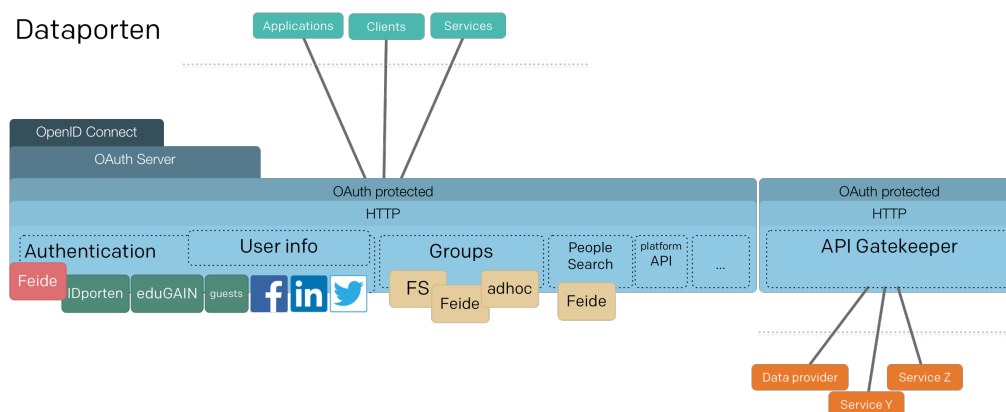 Dataporten
Applications
Clients
Services
OpenID Connect
OAuth Server
OAuth protected
HTTP
OAuth protected
HTTP
Authentication
User info
Groups
People
Search
platform
API
...
API Gatekeeper
Feide
IDporten
eduGAIN
guests
f
in
FS
Feide
adhoc
Feide
Data provider
Service Y
Service Z